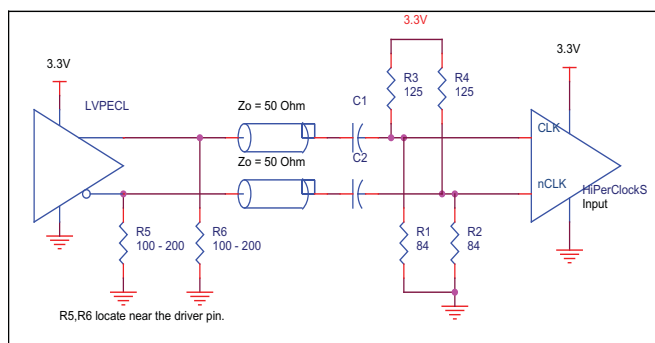 3.3V
3.3V
3.3V
R3
125
R4
125
LVPECL
Zo = 50 Ohm
C1
CLK
Zo = 50 Ohm
C2
nCLK
HiPerClockS
Input
R5
100 - 200
R6
100 - 200
R1
84
R2
84
R5,R6 locate near the driver pin.